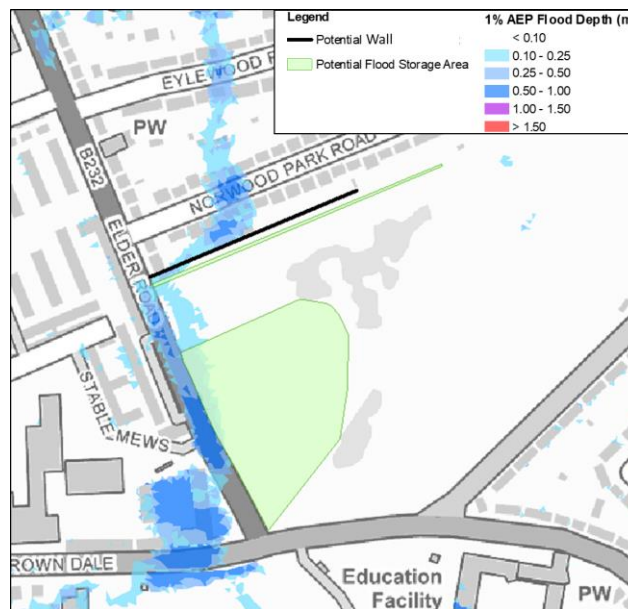 Legend
Potential Wall
Potential Flood Storage Area
1% AEP Flood Depth (m
< 0.10
0.10 - 0.25
0.25 - 0.50
0.50 - 1.00
1.00 - 1.50
> 1.50
EYLEWOOD R
PW
B232
NORWOOD PARK ROAD
ELDER ROAD
STABLE MEWS
ROWN DALE
Education
Facility
PW